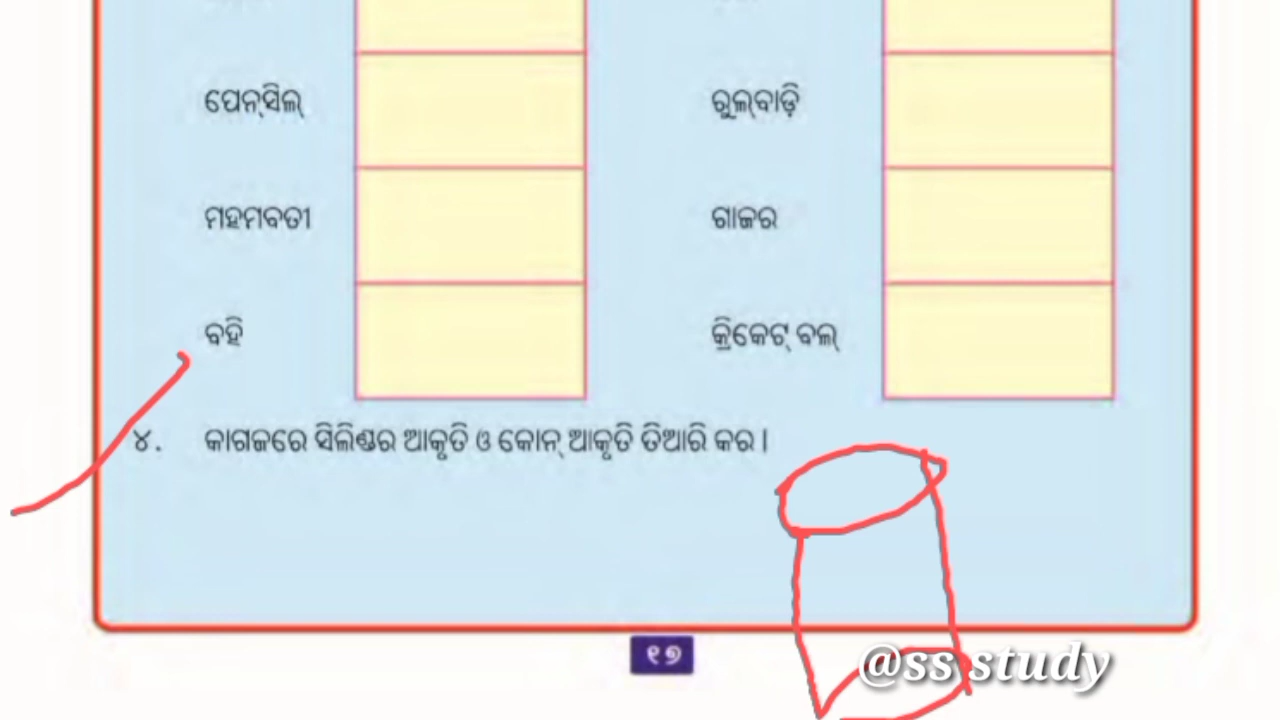 ପେନ୍‌ସିଲ୍
ରୁଲ୍‌ବାଡ଼ି
ମହମବତୀ
ଗାଜର
ବହି
କ୍ରିକେଟ୍ ବଲ୍
୪. କାଗଜରେ ସିଲିଣ୍ଡର ଆକୃତି ଓ କୋନ୍ ଆକୃତି ତିଆରି କର ।
୧୭
@ss study